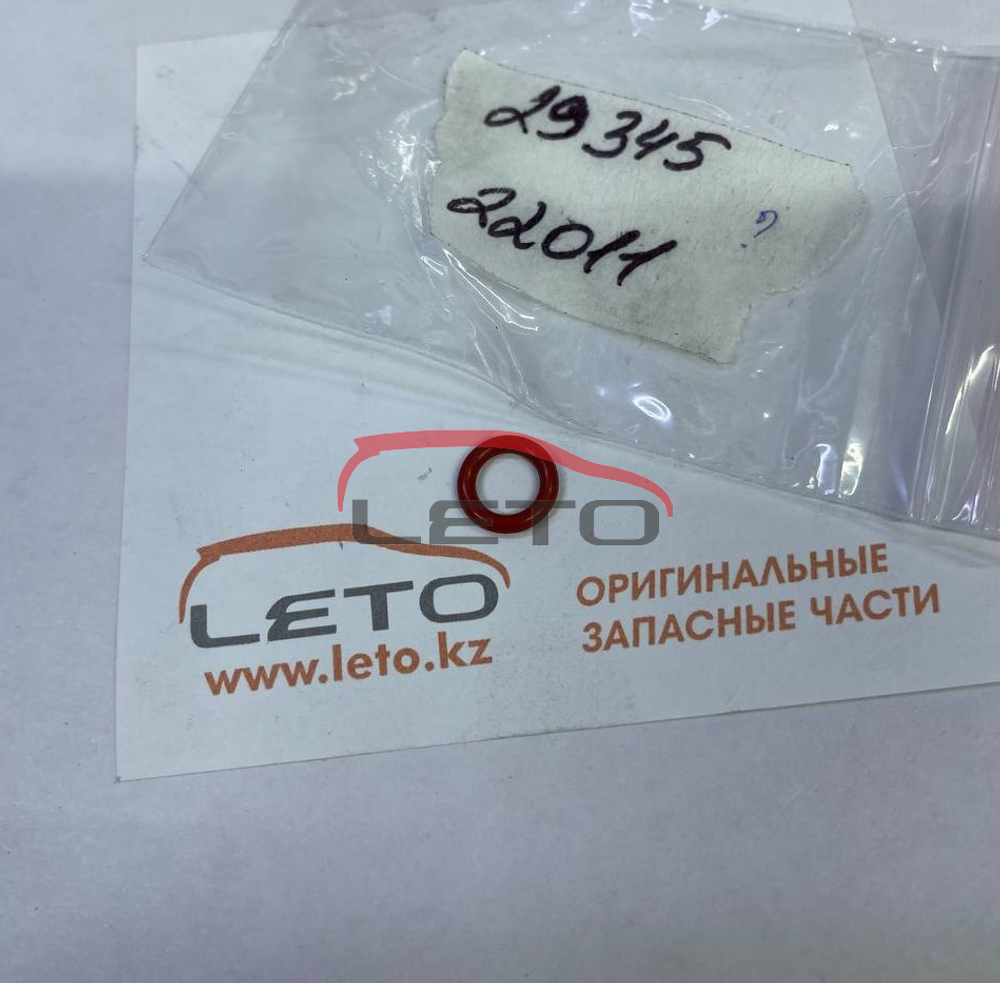 29345
22011
?
LETO
LETO
www.leto.kz
ОРИГИНАЛЬНЫЕ
ЗАПАСНЫЕ ЧАСТИ